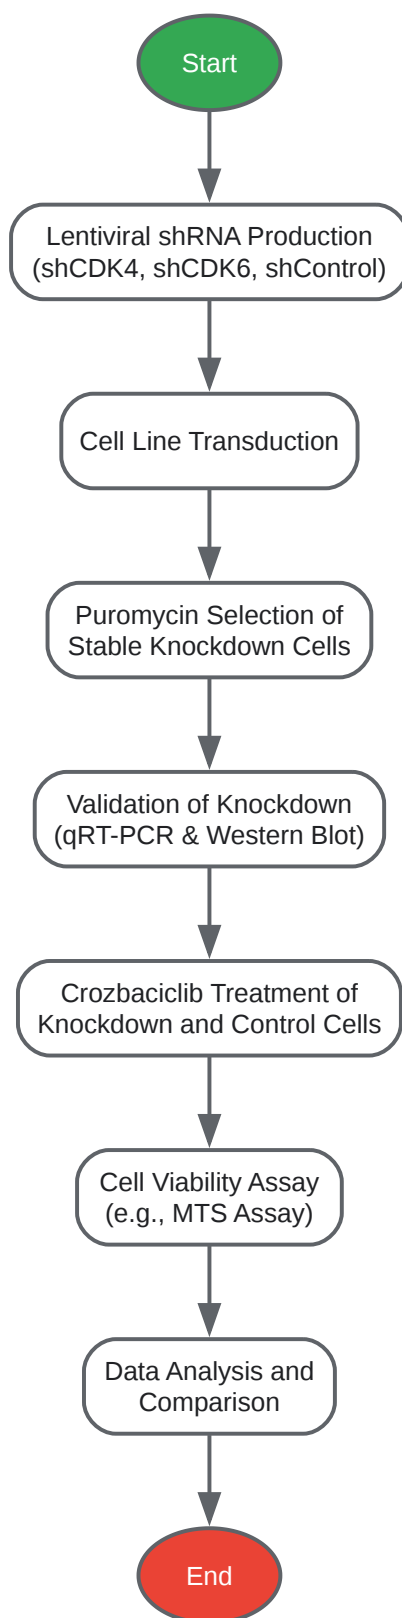 Start
Lentiviral shRNA Production
(shCDK4, shCDK6, shControl)
Cell Line Transduction
Puromycin Selection of
Stable Knockdown Cells
Validation of Knockdown
(qRT-PCR & Western Blot)
Crozbaciclib Treatment of
Knockdown and Control Cells
Cell Viability Assay
(e.g., MTS Assay)
Data Analysis and
Comparison
End